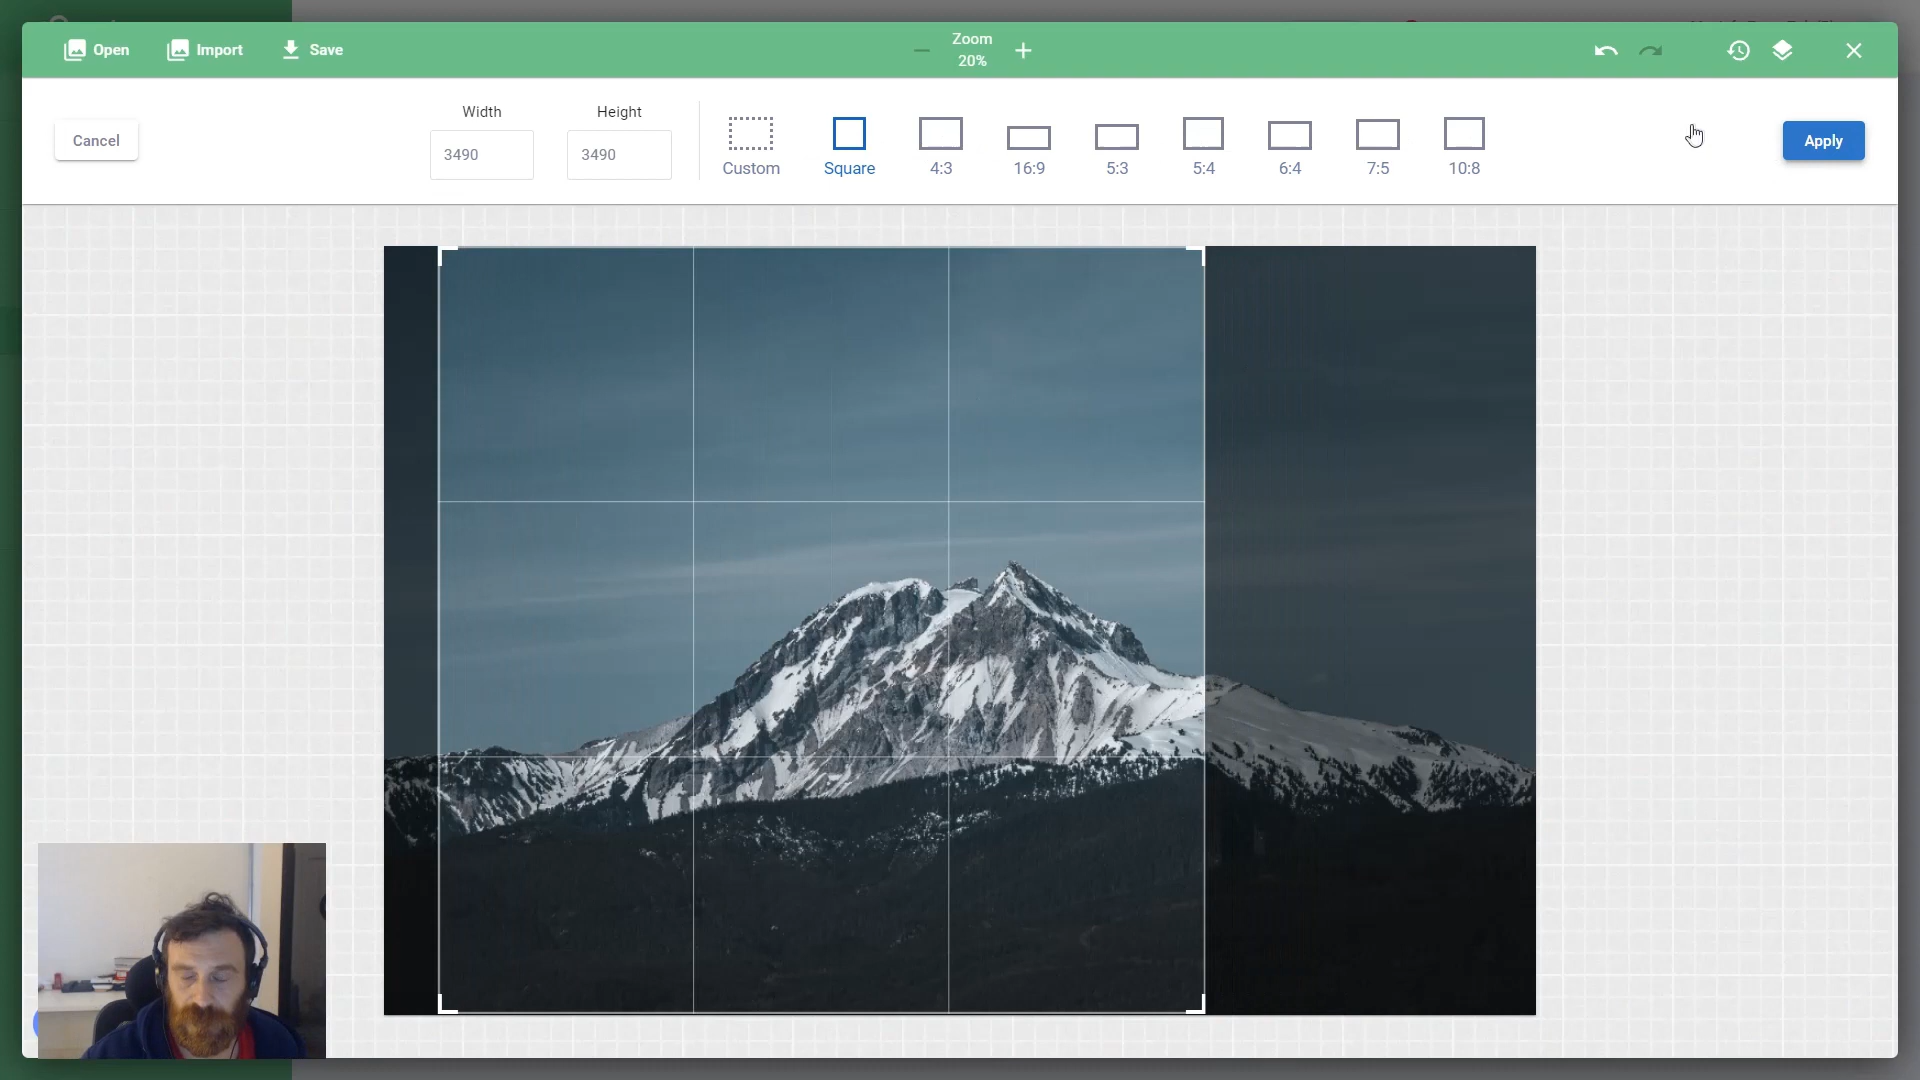 Open Import Save
Zoom
20%
Cancel
Width Height
3490 3490
Custom Square 4:3 16:9 5:3 5:4 6:4 7:5 10:8
Apply